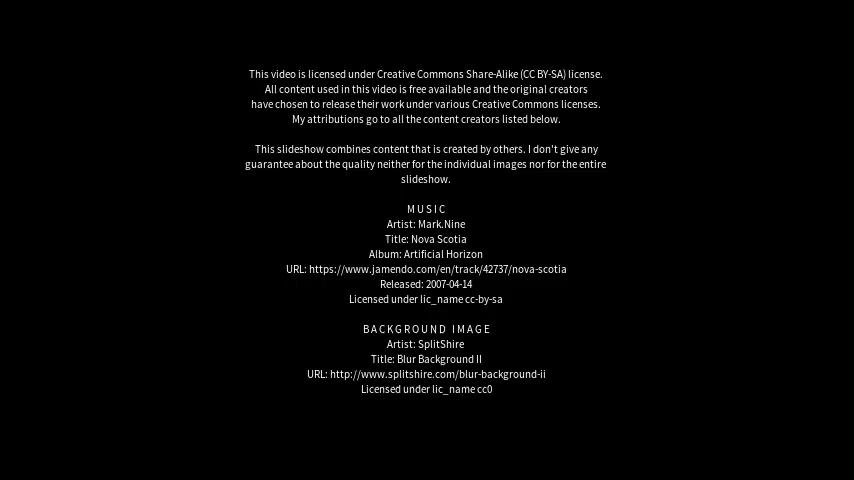 This video is licensed under Creative Commons Share-Alike (CC BY-SA) license.
All content used in this video is free available and the original creators
have chosen to release their work under various Creative Commons licenses.
My attributions go to all the content creators listed below.
This slideshow combines content that is created by others. I don't give any
guarantee about the quality neither for the individual images nor for the entire
slideshow.
MUSIC
Artist: Mark.Nine
Title: Nova Scotia
Album: Artificial Horizon
URL: https://www.jamendo.com/en/track/42737/nova-scotia
Released: 2007-04-14
Licensed under lic_name cc-by-sa
BACKGROUND IMAGE
Artist: SplitShire
Title: Blur Background II
URL: http://www.splitshire.com/blur-background-ii
Licensed under lic_name cc0